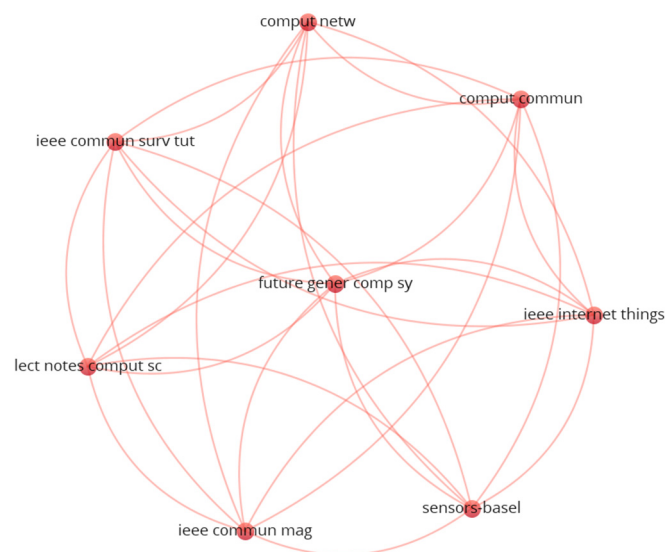 comput netw
comput commun
ieee commun surv tut
future gener comp sy
ieee internet things
lect notes comput sc
sensors-basel
ieee commun mag